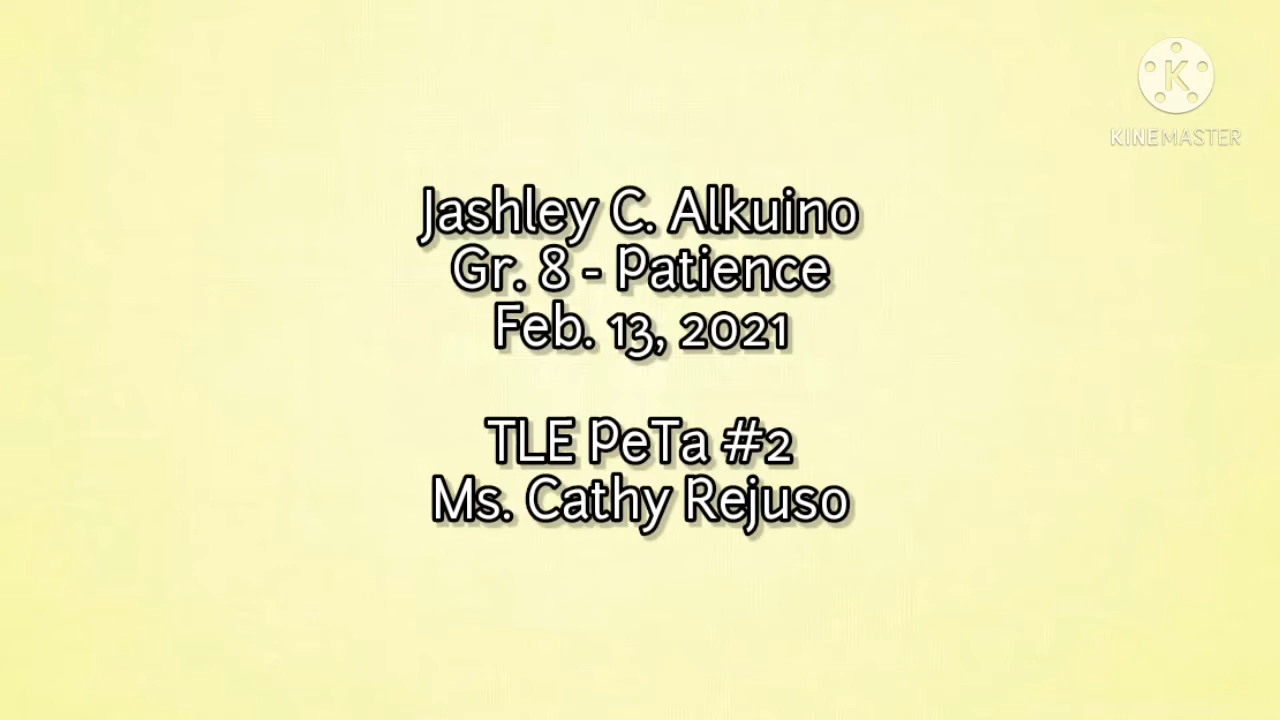 KINEMASTER
Jashley C. Alkuino
Gr. 8 - Patience
Feb. 13, 2021
TLE PeTa #2
Ms. Cathy Rejuso